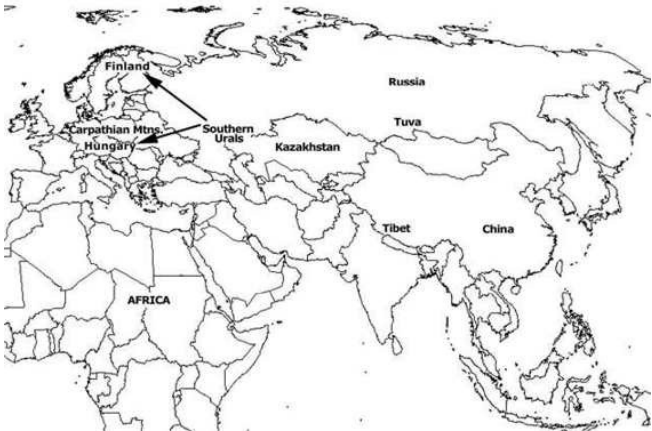 Finland
Russia
Tuva
Carpathian Mtns.
Southern
Urals
Hungary
Kazakhstan
Tibet
China
AFRICA